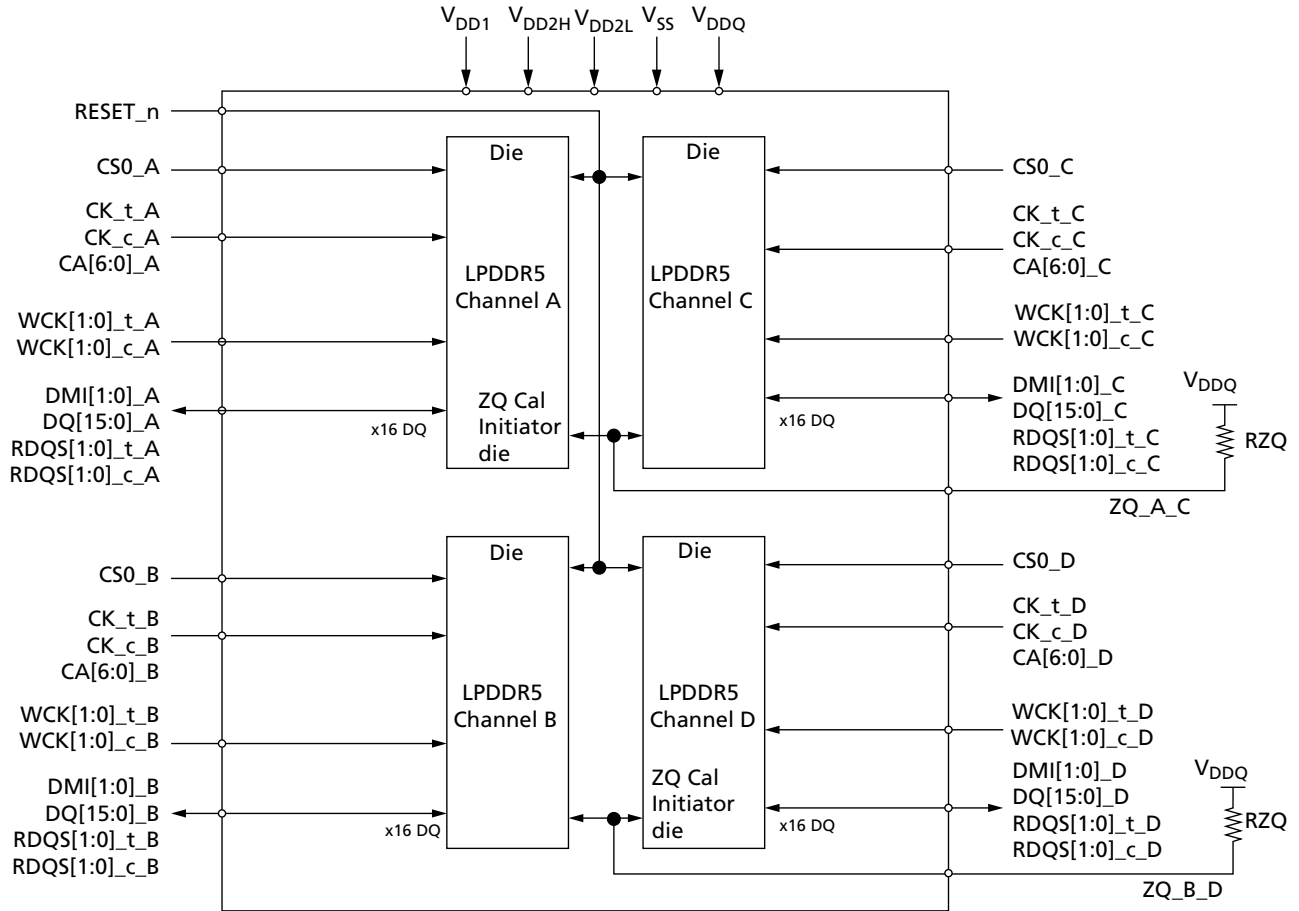 V_DD1 V_DD2H V_DD2L V_SS V_DDQ
RESET_n
CS0_A
CK_t_A
CK_c_A
CA[6:0]_A
WCK[1:0]_t_A
WCK[1:0]_c_A
DMI[1:0]_A
DQ[15:0]_A
RDQS[1:0]_t_A
RDQS[1:0]_c_A
Die
LPDDR5
Channel A
ZQ Cal
Initiator
die
x16 DQ
Die
LPDDR5
Channel C
x16 DQ
CS0_C
CK_t_C
CK_c_C
CA[6:0]_C
WCK[1:0]_t_C
WCK[1:0]_c_C
DMI[1:0]_C
DQ[15:0]_C
RDQS[1:0]_t_C
RDQS[1:0]_c_C
V_DDQ
RZQ
ZQ_A_C
CS0_B
CK_t_B
CK_c_B
CA[6:0]_B
WCK[1:0]_t_B
WCK[1:0]_c_B
DMI[1:0]_B
DQ[15:0]_B
RDQS[1:0]_t_B
RDQS[1:0]_c_B
Die
LPDDR5
Channel B
x16 DQ
Die
LPDDR5
Channel D
ZQ Cal
Initiator
die
x16 DQ
CS0_D
CK_t_D
CK_c_D
CA[6:0]_D
WCK[1:0]_t_D
WCK[1:0]_c_D
DMI[1:0]_D
DQ[15:0]_D
RDQS[1:0]_t_D
RDQS[1:0]_c_D
V_DDQ
RZQ
ZQ_B_D